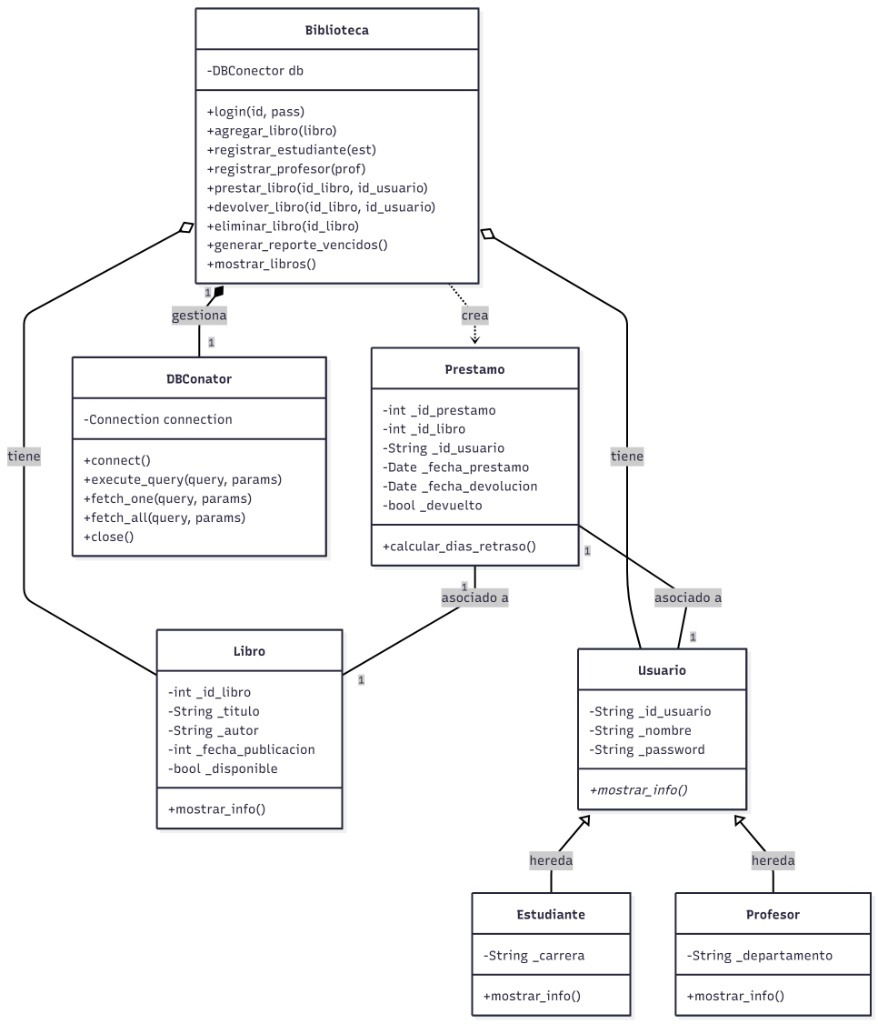 Biblioteca
-DBConector db
+login(id, pass)
+agregar_libro(libro)
+registrar_estudiante(est)
+registrar_profesor(prof)
+prestar_libro(id_libro, id_usuario)
+devolver_libro(id_libro, id_usuario)
+eliminar_libro(id_libro)
+generar_reporte_vencidos()
+mostrar_libros()
1
gestiona
1
crea
DBConator
-Connection connection
+connect()
+execute_query(query, params)
+fetch_one(query, params)
+fetch_all(query, params)
+close()
Prestamo
-int _id_prestamo
-int _id_libro
-String _id_usuario
-Date _fecha_prestamo
-Date _fecha_devolucion
-bool _devuelto
+calcular_dias_retraso()
tiene
tiene
1
asociado a
1
1
asociado a
1
Libro
-int _id_libro
-String _titulo
-String _autor
-int _fecha_publicacion
-bool _disponible
+mostrar_info()
Usuario
-String _id_usuario
-String _nombre
-String _password
+mostrar_info()
hereda
hereda
Estudiante
-String _carrera
+mostrar_info()
Profesor
-String _departamento
+mostrar_info()